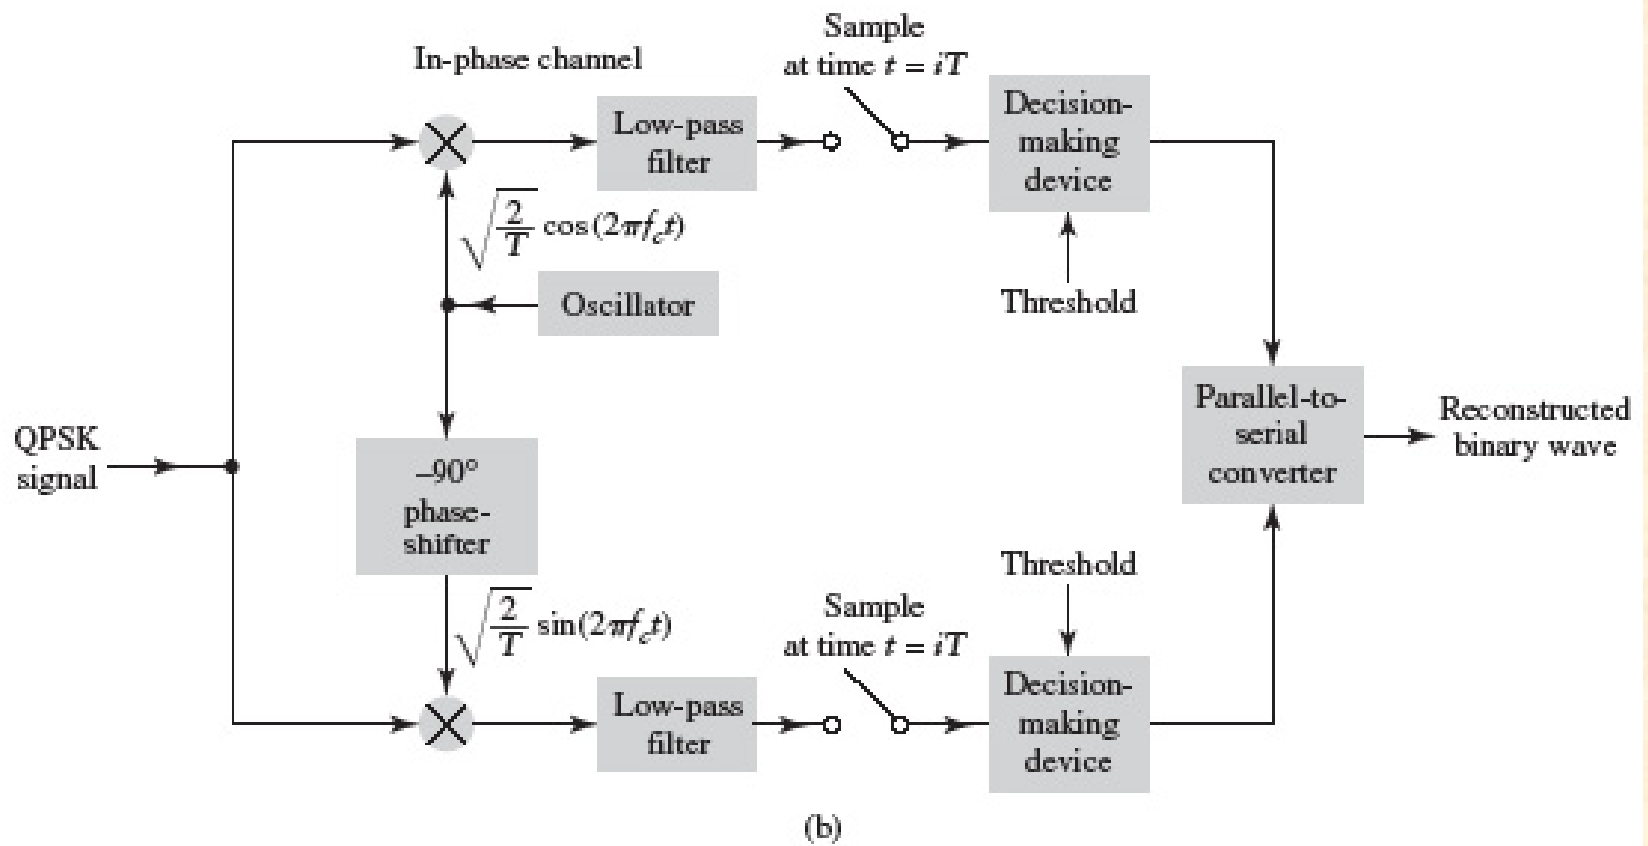 Sample
at time t = iT
In-phase channel
Low-pass
filter
Decision-
making
device
√2/T cos(2πf_ct)
Threshold
Oscillator
Parallel-to-
serial
converter
Reconstructed
binary wave
QPSK
signal
–90°
phase-
shifter
√2/T sin(2πf_ct)
Threshold
Sample
at time t = iT
Low-pass
filter
Decision-
making
device
(b)